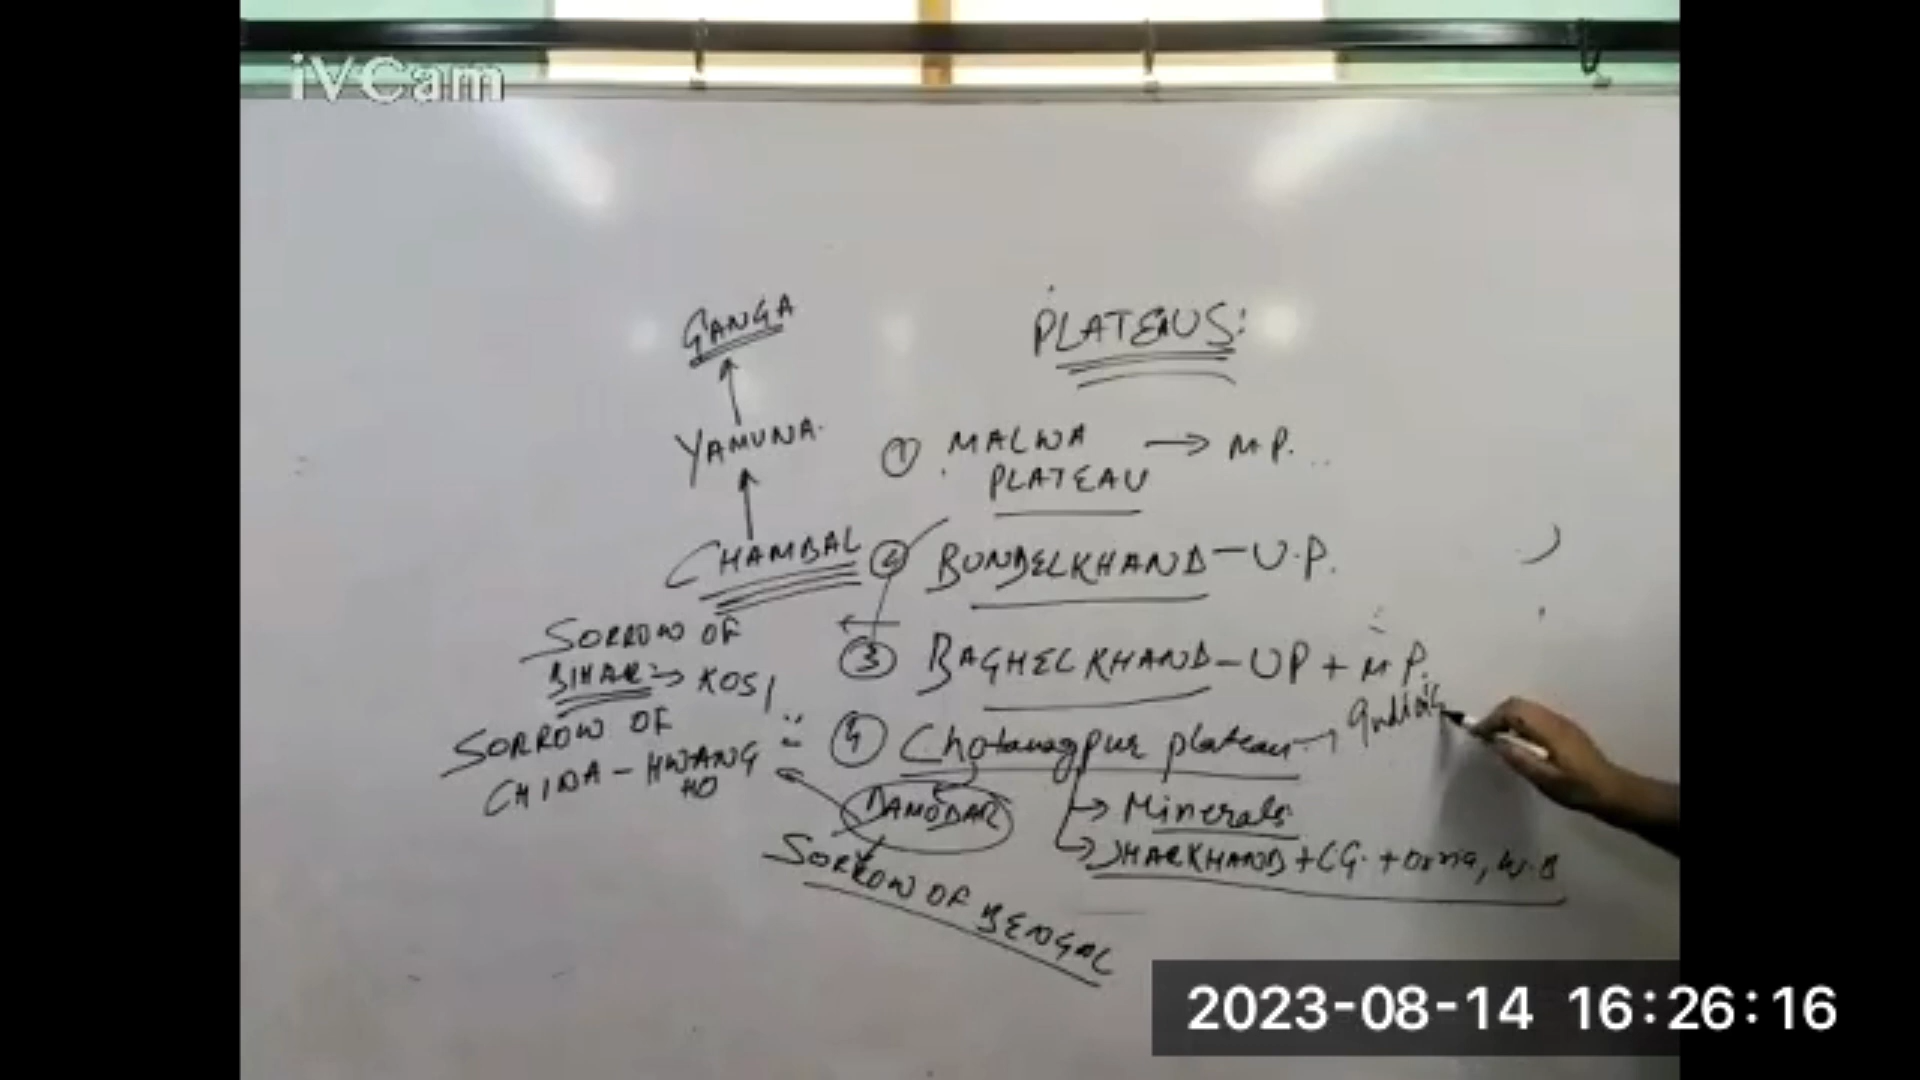 iVCam
GANGA
YAMUNA.
CHAMBAL
SORROW OF
BIHAR → KOSI
SORROW OF
CHINA - HWANG
HO
PLATEAUS:
① MALWA → M P.
PLATEAU
② BUNDELKHAND - U.P.
③ BAGHELKHAND - UP + M P.
④ Chotanagpur plateau →
DAMODAR
→ Minerals
→ JHARKHAND + CG. + Orria, W.B
SORROW OF BENGAL
2023-08-14 16:26:16